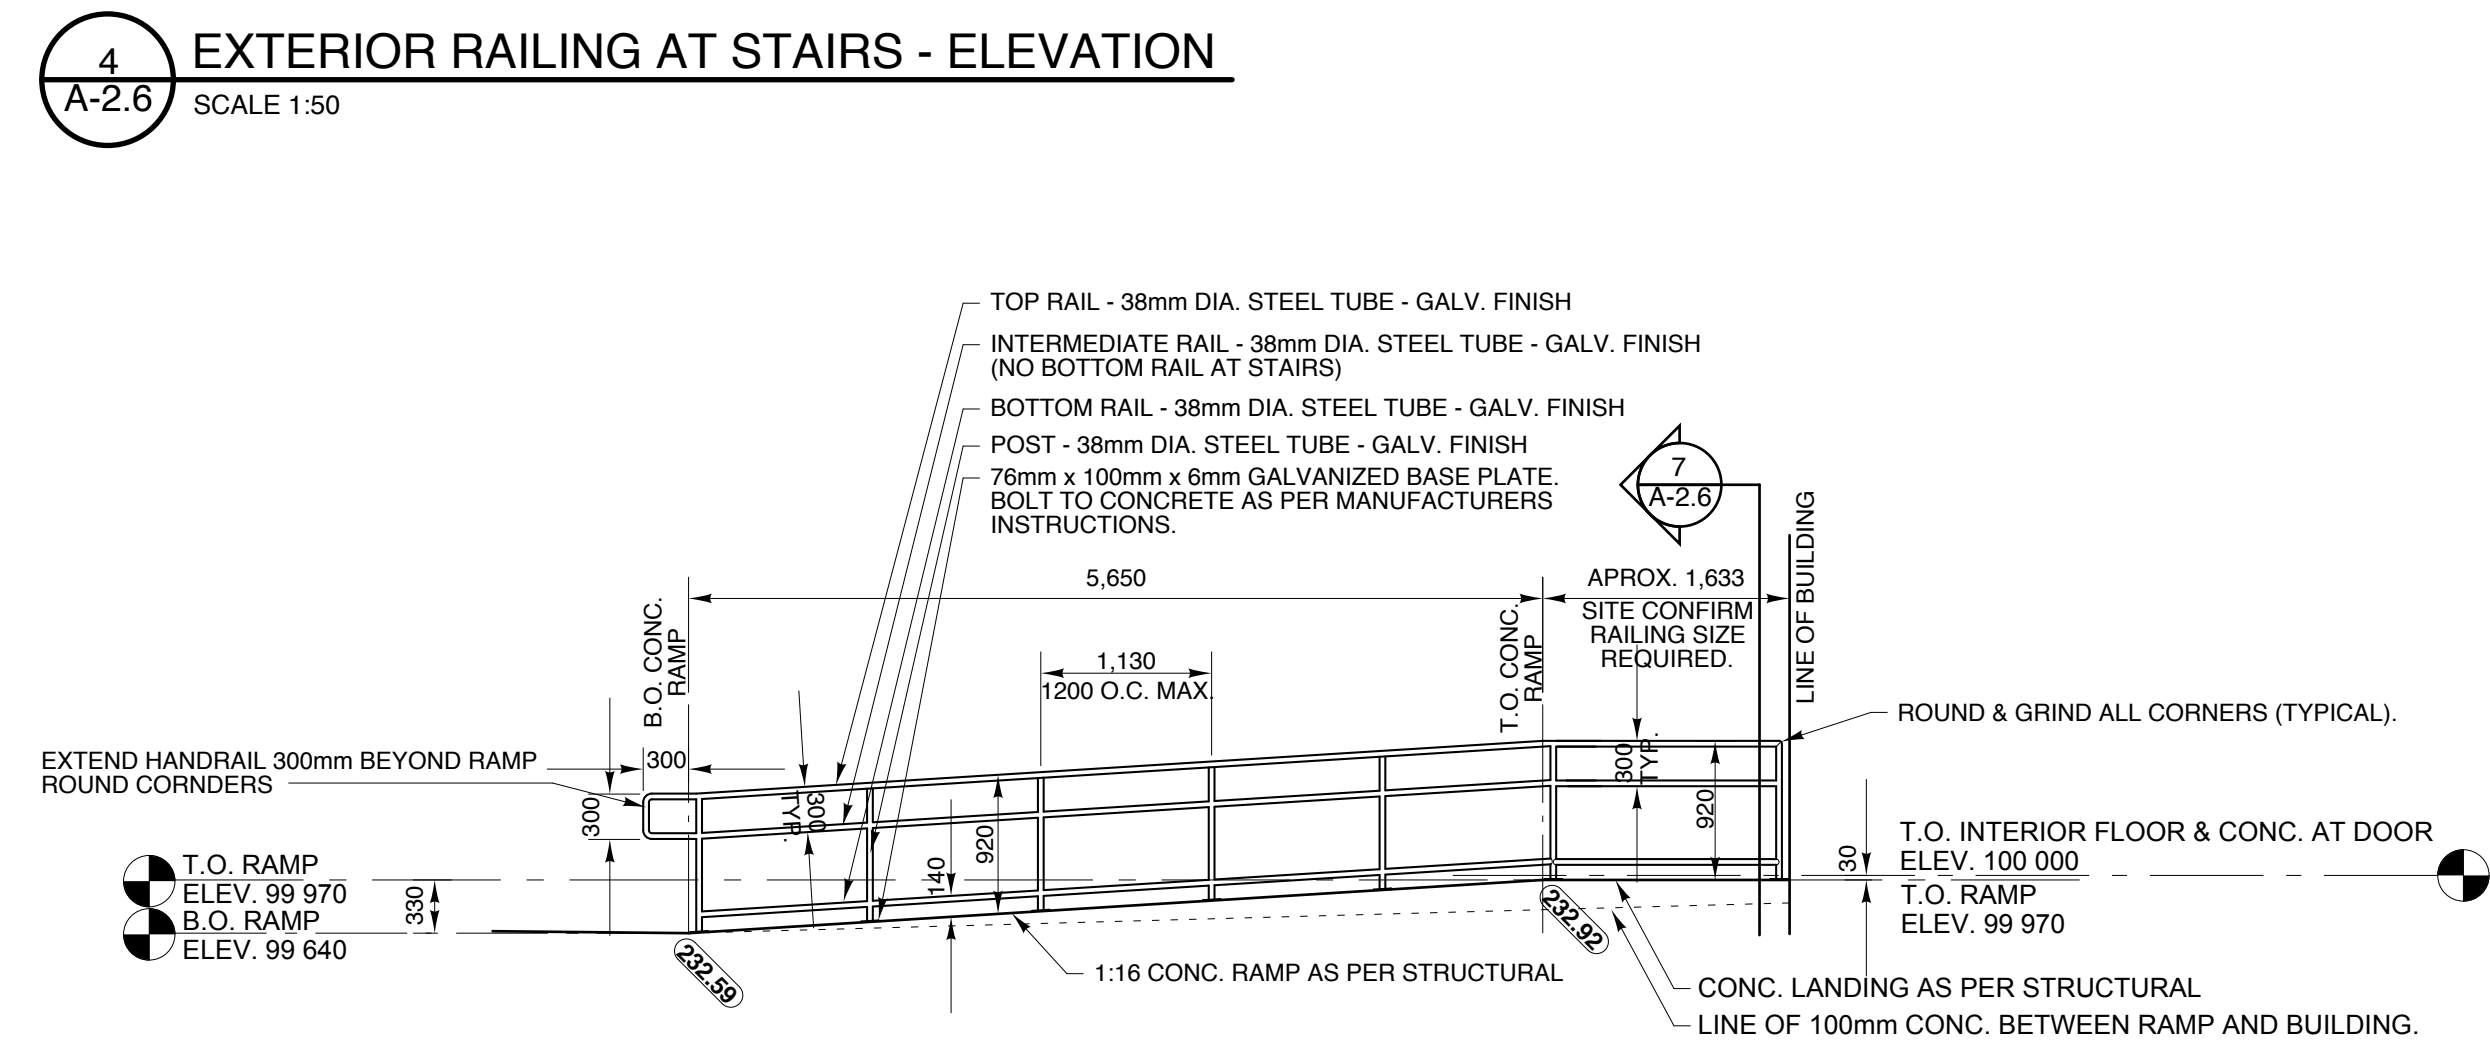 4
A-2.6
EXTERIOR RAILING AT STAIRS - ELEVATION
SCALE 1:50
TOP RAIL - 38mm DIA. STEEL TUBE - GALV. FINISH
INTERMEDIATE RAIL - 38mm DIA. STEEL TUBE - GALV. FINISH
(NO BOTTOM RAIL AT STAIRS)
BOTTOM RAIL - 38mm DIA. STEEL TUBE - GALV. FINISH
POST - 38mm DIA. STEEL TUBE - GALV. FINISH
76mm x 100mm x 6mm GALVANIZED BASE PLATE.
BOLT TO CONCRETE AS PER MANUFACTURERS
INSTRUCTIONS.
7
A-2.6
LINE OF BUILDING
5,650
APROX. 1,633
SITE CONFIRM
RAILING SIZE
REQUIRED.
B.O. CONC.
RAMP
T.O. CONC.
RAMP
1,130
1200 O.C. MAX.
ROUND & GRIND ALL CORNERS (TYPICAL).
EXTEND HANDRAIL 300mm BEYOND RAMP
ROUND CORNDERS
300
300
300
TYP.
300
TYP.
920
920
140
30
330
T.O. RAMP
ELEV. 99 970
B.O. RAMP
ELEV. 99 640
T.O. INTERIOR FLOOR & CONC. AT DOOR
ELEV. 100 000
T.O. RAMP
ELEV. 99 970
232.59
232.92
1:16 CONC. RAMP AS PER STRUCTURAL
CONC. LANDING AS PER STRUCTURAL
LINE OF 100mm CONC. BETWEEN RAMP AND BUILDING.